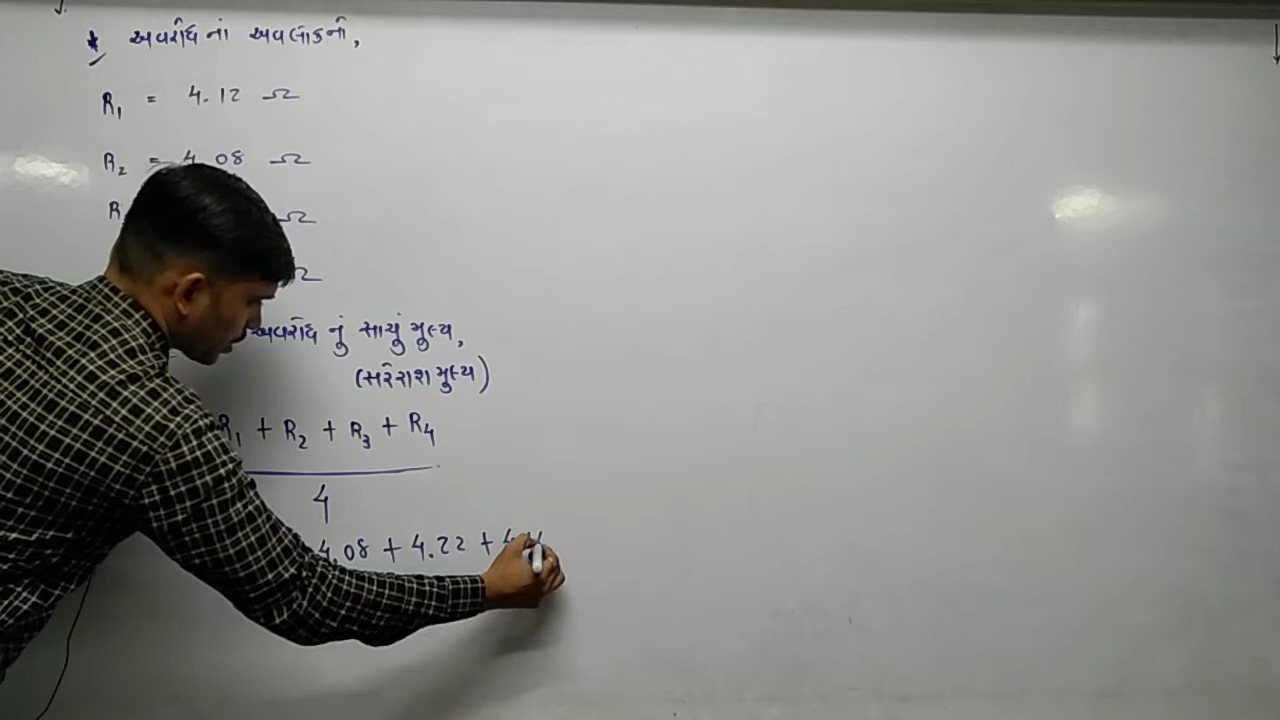 * અવરોધ નાં અવલોકનો,
R₁ = 4.12 Ω
R₂ = 4.08 Ω
R Ω
Ω
અવરોધ નું સાચું મૂલ્ય,
(સરેરાશ મુલ્ય)
R₁ + R₂ + R₃ + R₄
4
4.08 + 4.22 +